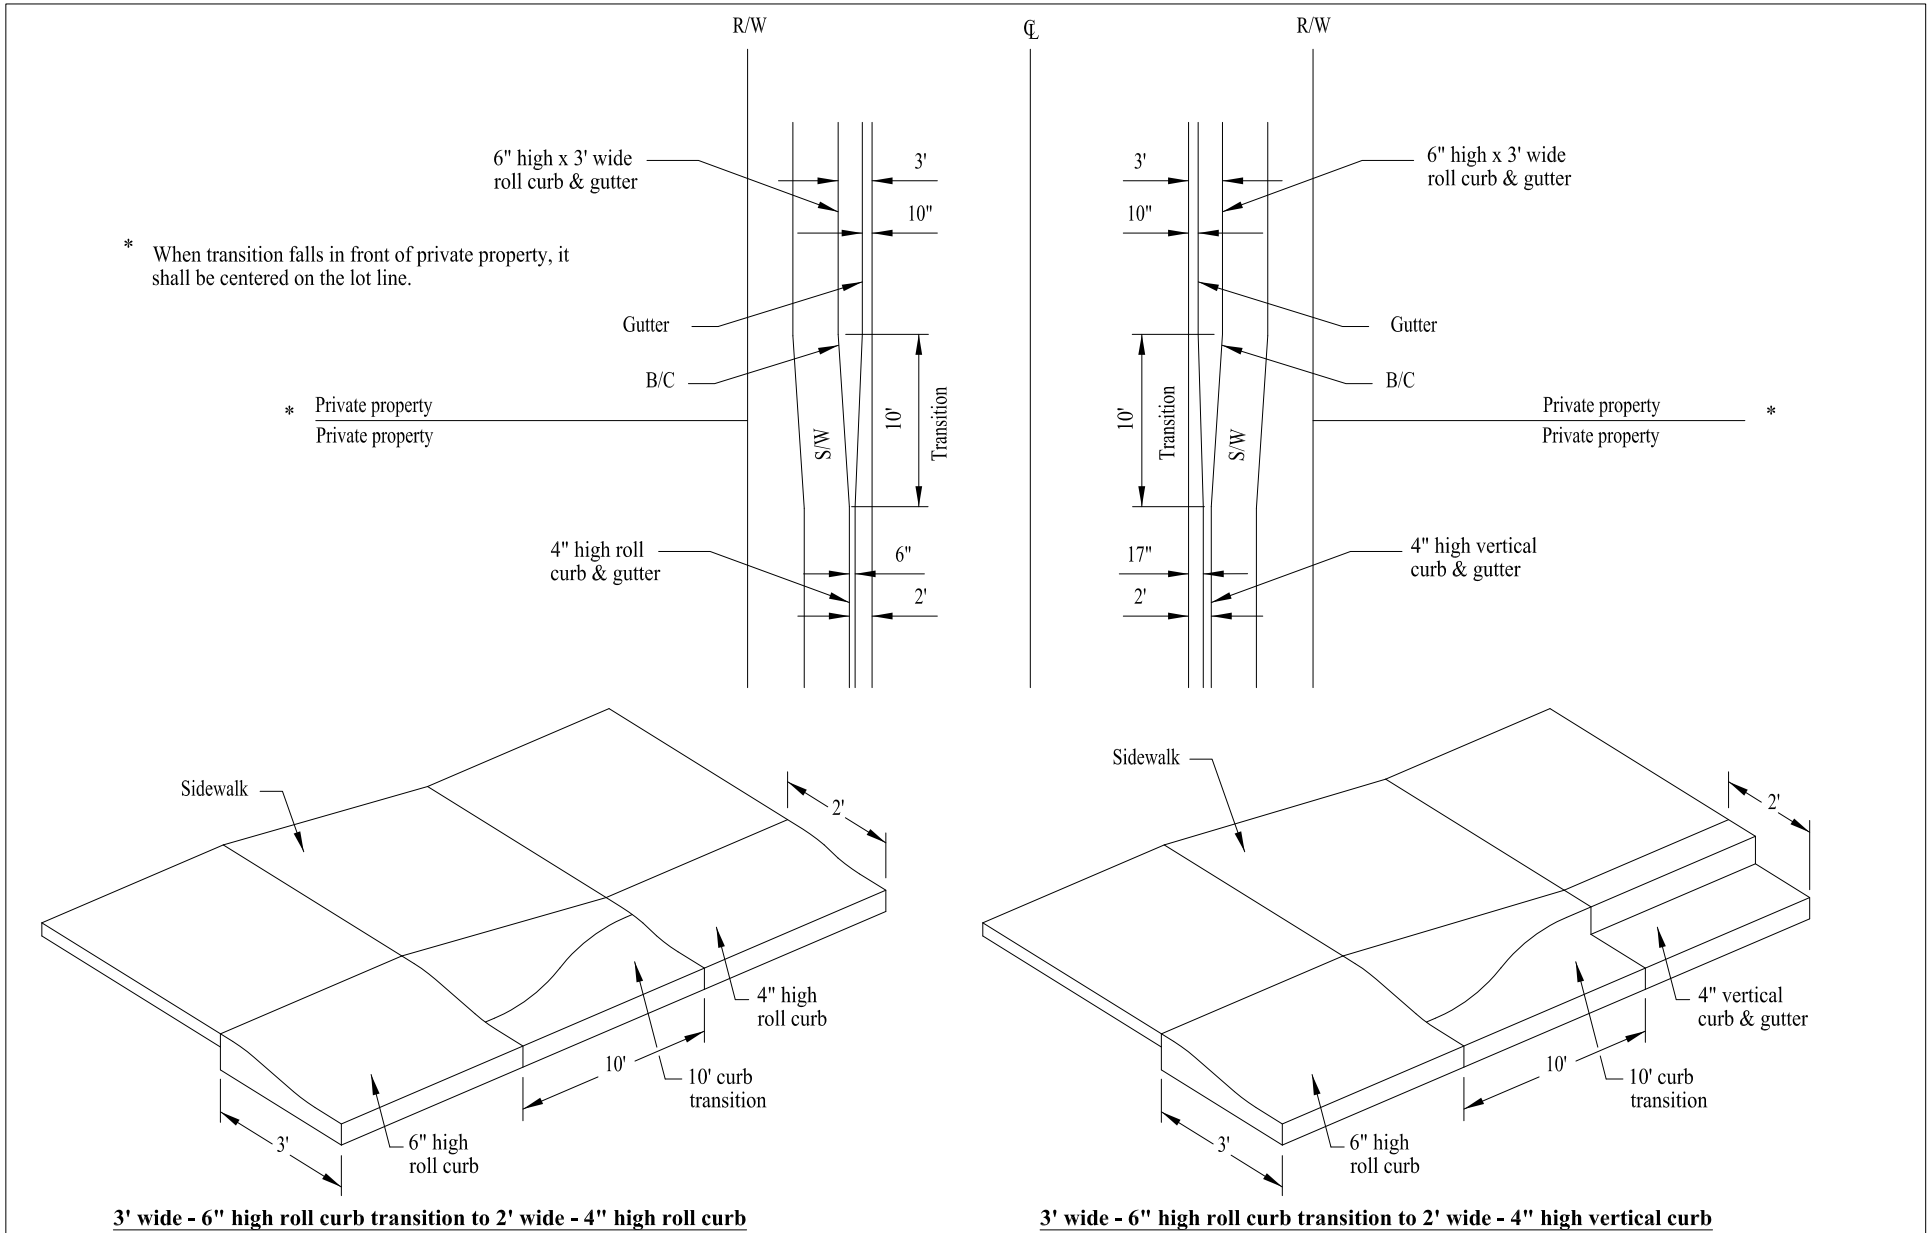 R/W
℄
R/W
6" high x 3' wide
roll curb & gutter
3'
10"
3'
10"
6" high x 3' wide
roll curb & gutter
* When transition falls in front of private property, it
shall be centered on the lot line.
Gutter
Gutter
B/C
B/C
* Private property
Private property
S/W
10'
Transition
10'
Transition
S/W
Private property *
Private property
4" high roll
curb & gutter
6"
2'
17"
2'
4" high vertical
curb & gutter
Sidewalk
2'
4" high
roll curb
10'
10' curb
transition
3'
6" high
roll curb
3' wide - 6" high roll curb transition to 2' wide - 4" high roll curb
Sidewalk
2'
4" vertical
curb & gutter
10'
10' curb
transition
3'
6" high
roll curb
3' wide - 6" high roll curb transition to 2' wide - 4" high vertical curb